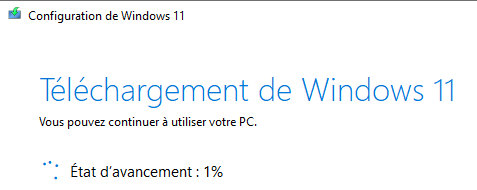 Configuration de Windows 11
Téléchargement de Windows 11
Vous pouvez continuer à utiliser votre PC.
État d'avancement : 1%